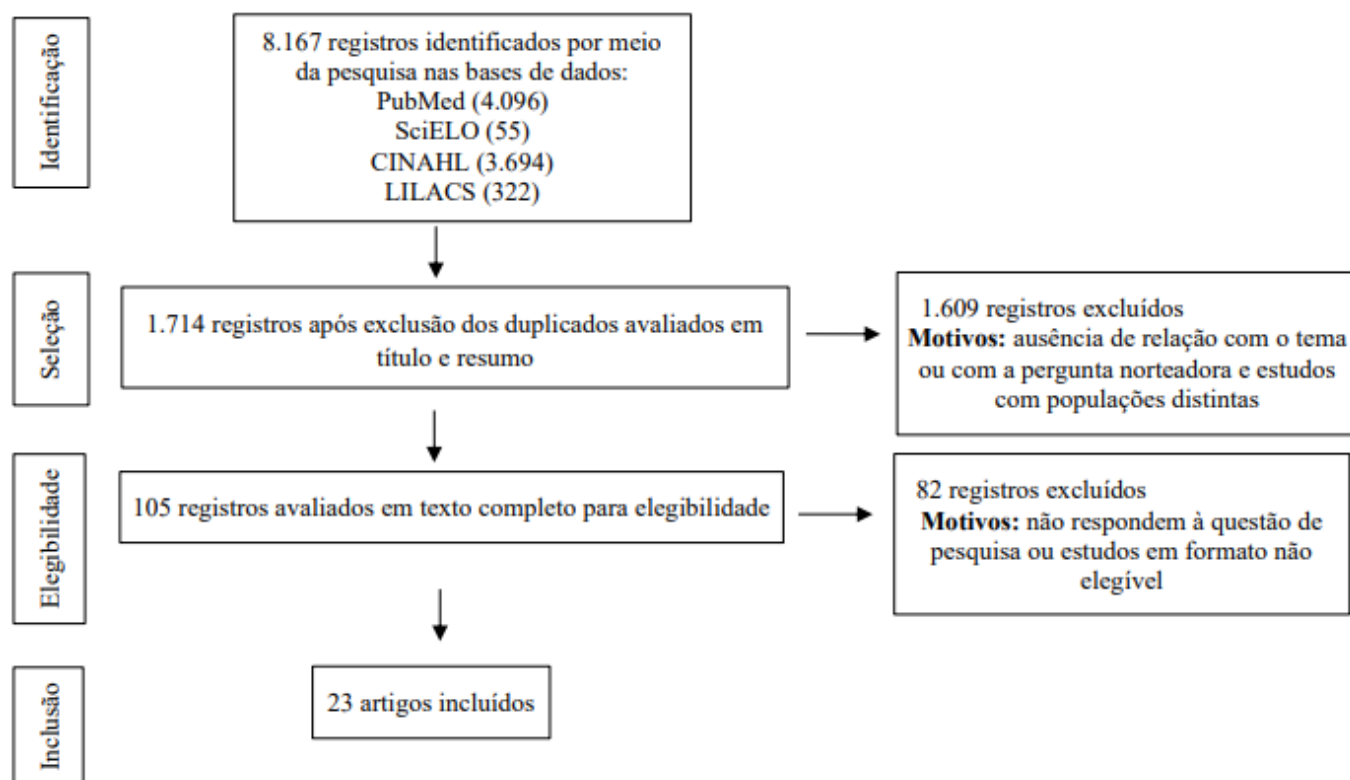 Identificação
8.167 registros identificados por meio
da pesquisa nas bases de dados:
PubMed (4.096)
SciELO (55)
CINAHL (3.694)
LILACS (322)
Seleção
1.714 registros após exclusão dos duplicados avaliados em
título e resumo
1.609 registros excluídos
Motivos: ausência de relação com o tema
ou com a pergunta norteadora e estudos
com populações distintas
Elegibilidade
105 registros avaliados em texto completo para elegibilidade
82 registros excluídos
Motivos: não respondem à questão de
pesquisa ou estudos em formato não
elegível
Inclusão
23 artigos incluídos